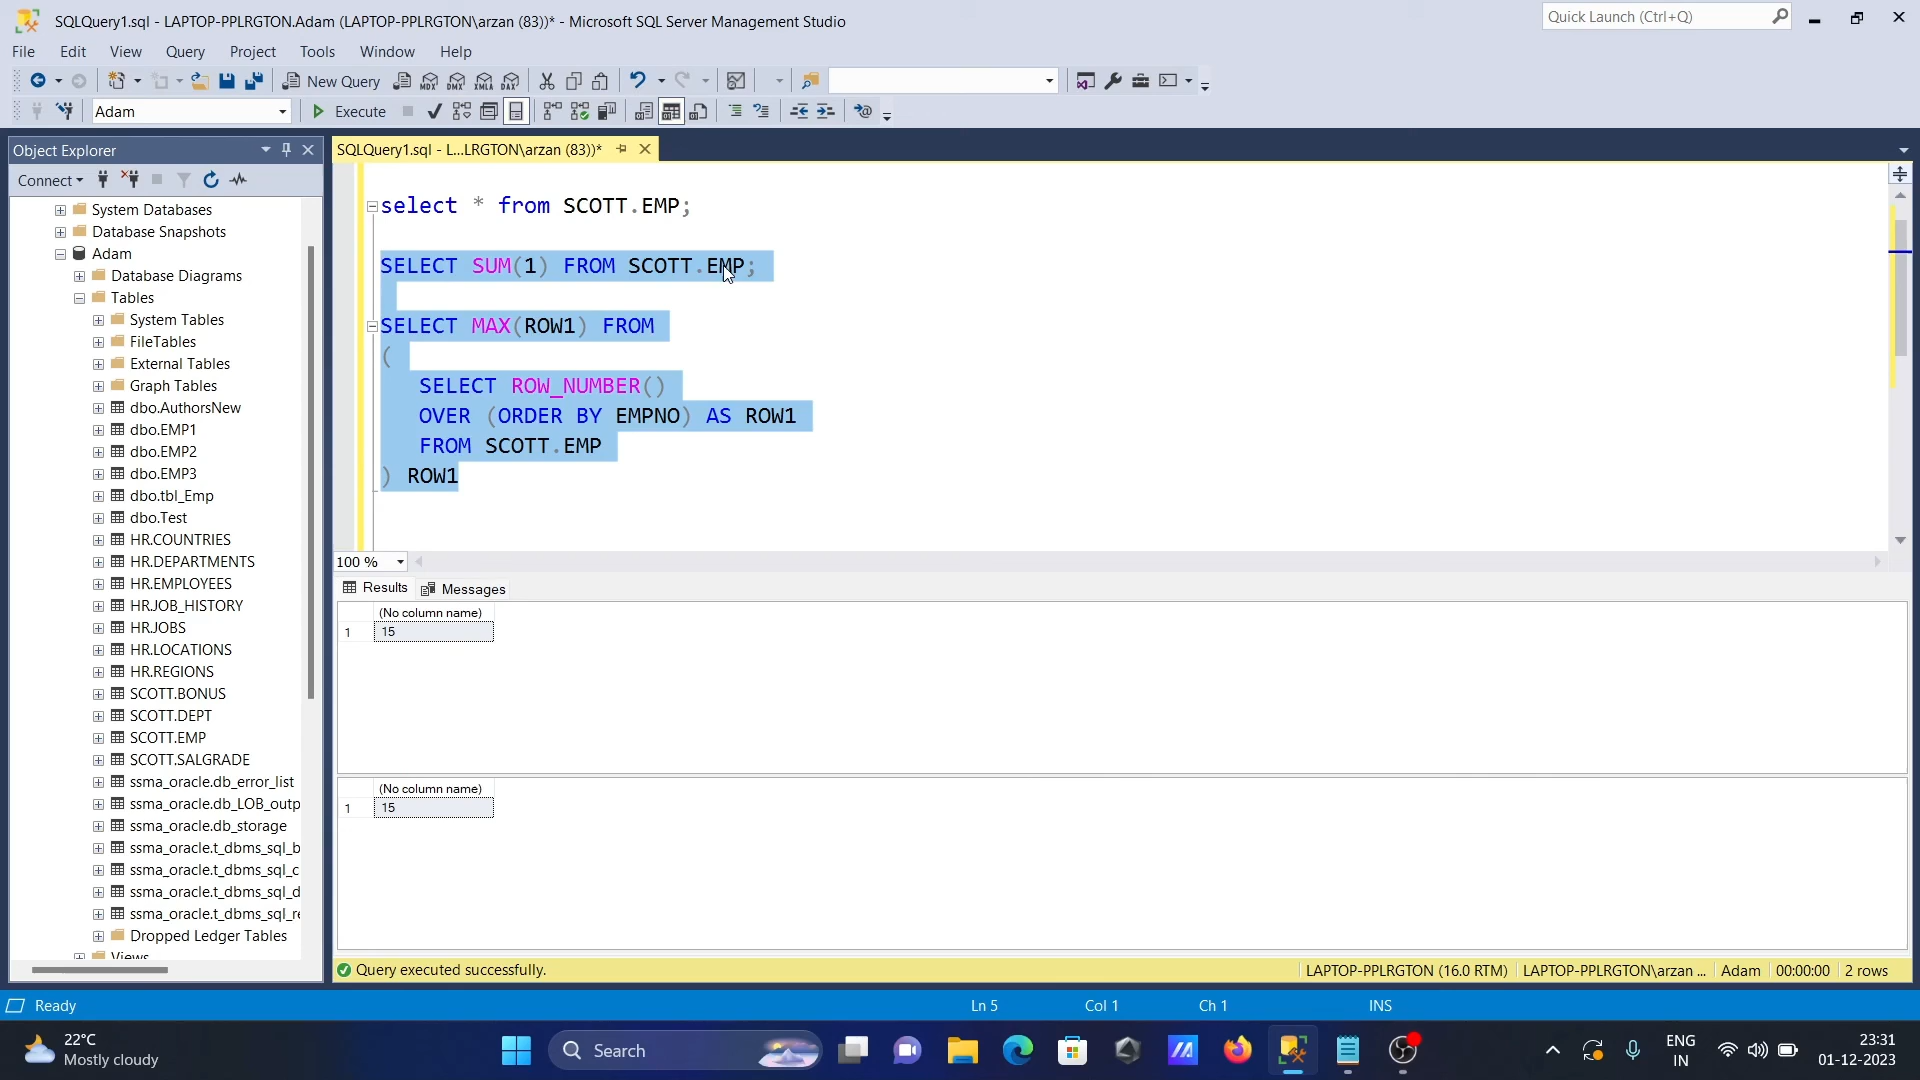 SQLQuery1.sql - LAPTOP-PPLRGTON.Adam (LAPTOP-PPLRGTON\arzan (83))* - Microsoft SQL Server Management Studio
Quick Launch (Ctrl+Q)
File Edit View Query Project Tools Window Help
New Query MDX DMX XMLA DAX
Adam Execute
Object Explorer
SQLQuery1.sql - L...LRGTON\arzan (83))*
Connect
System Databases
Database Snapshots
Adam
Database Diagrams
Tables
System Tables
FileTables
External Tables
Graph Tables
dbo.AuthorsNew
dbo.EMP1
dbo.EMP2
dbo.EMP3
dbo.tbl_Emp
dbo.Test
HR.COUNTRIES
HR.DEPARTMENTS
HR.EMPLOYEES
HR.JOB_HISTORY
HR.JOBS
HR.LOCATIONS
HR.REGIONS
SCOTT.BONUS
SCOTT.DEPT
SCOTT.EMP
SCOTT.SALGRADE
ssma_oracle.db_error_list
ssma_oracle.db_LOB_outp
ssma_oracle.db_storage
ssma_oracle.t_dbms_sql_b
ssma_oracle.t_dbms_sql_c
ssma_oracle.t_dbms_sql_d
ssma_oracle.t_dbms_sql_re
Dropped Ledger Tables
Views
select * from SCOTT.EMP;
SELECT SUM(1) FROM SCOTT.EMP;
SELECT MAX(ROW1) FROM
(
SELECT ROW_NUMBER()
OVER (ORDER BY EMPNO) AS ROW1
FROM SCOTT.EMP
) ROW1
100 %
Results Messages
(No column name)
1 15
(No column name)
1 15
Query executed successfully. LAPTOP-PPLRGTON (16.0 RTM) LAPTOP-PPLRGTON\arzan ... Adam 00:00:00 2 rows
Ready Ln 5 Col 1 Ch 1 INS
22°C
Mostly cloudy
Search
ENG
IN
23:31
01-12-2023